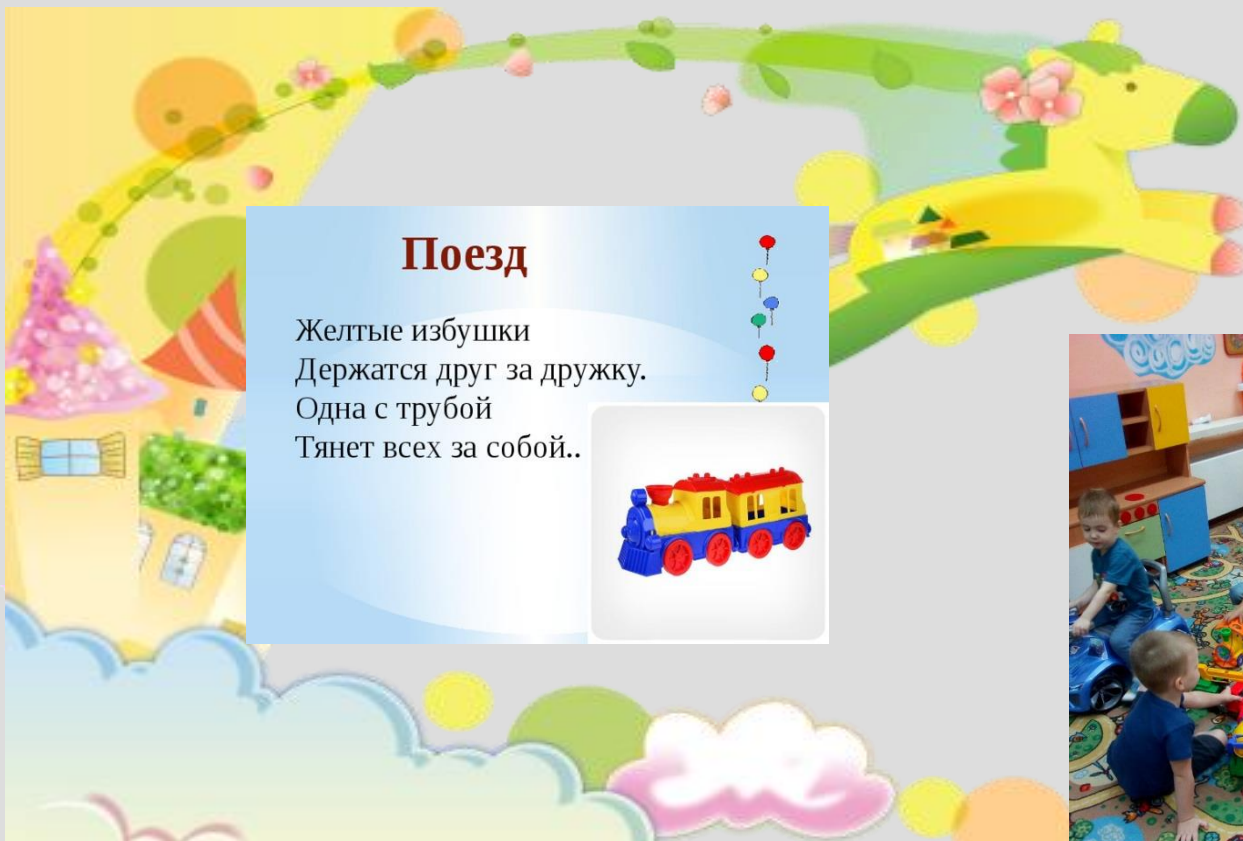 Поезд
Желтые избушки
Держатся друг за дружку.
Одна с трубой
Тянет всех за собой..